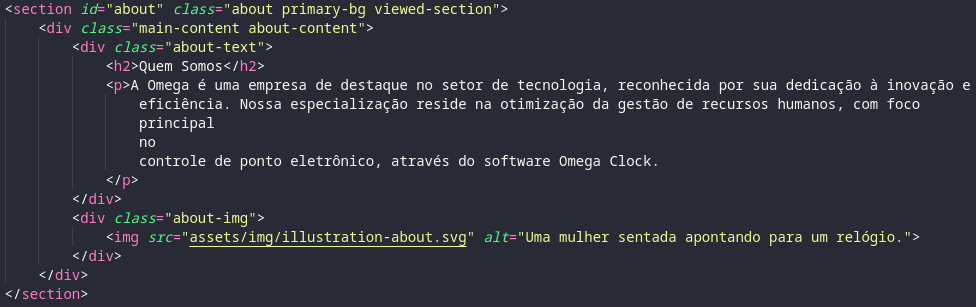 <section id="about" class="about primary-bg viewed-section">
<div class="main-content about-content">
<div class="about-text">
<h2>Quem Somos</h2>
<p>A Omega é uma empresa de destaque no setor de tecnologia, reconhecida por sua dedicação à inovação e
eficiência. Nossa especialização reside na otimização da gestão de recursos humanos, com foco
principal
no
controle de ponto eletrônico, através do software Omega Clock.
</p>
</div>
<div class="about-img">
<img src="assets/img/illustration-about.svg" alt="Uma mulher sentada apontando para um relógio.">
</div>
</div>
</section>